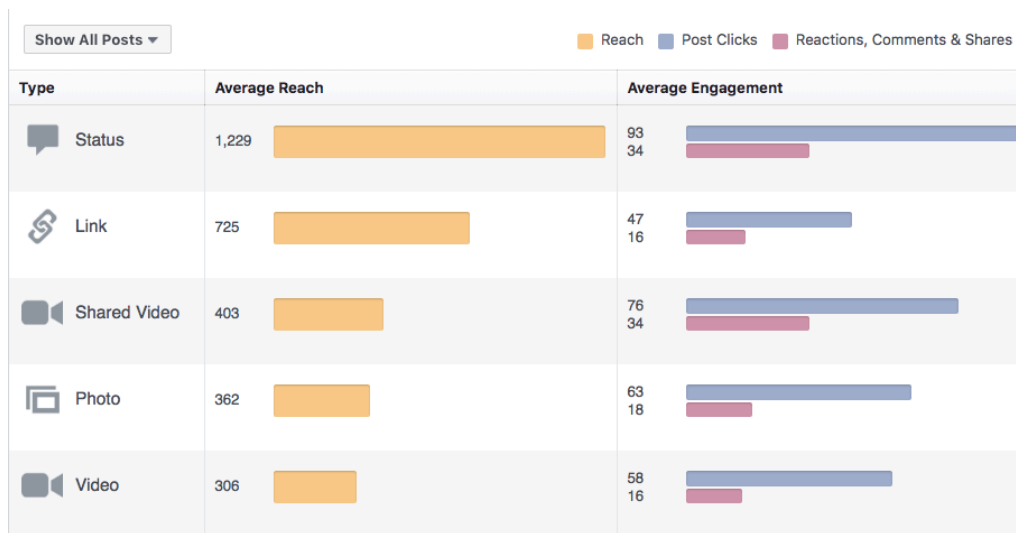 Show All Posts
Reach Post Clicks Reactions, Comments & Shares
Type Average Reach Average Engagement
Status 1,229 93
34
Link 725 47
16
Shared Video 403 76
34
Photo 362 63
18
Video 306 58
16